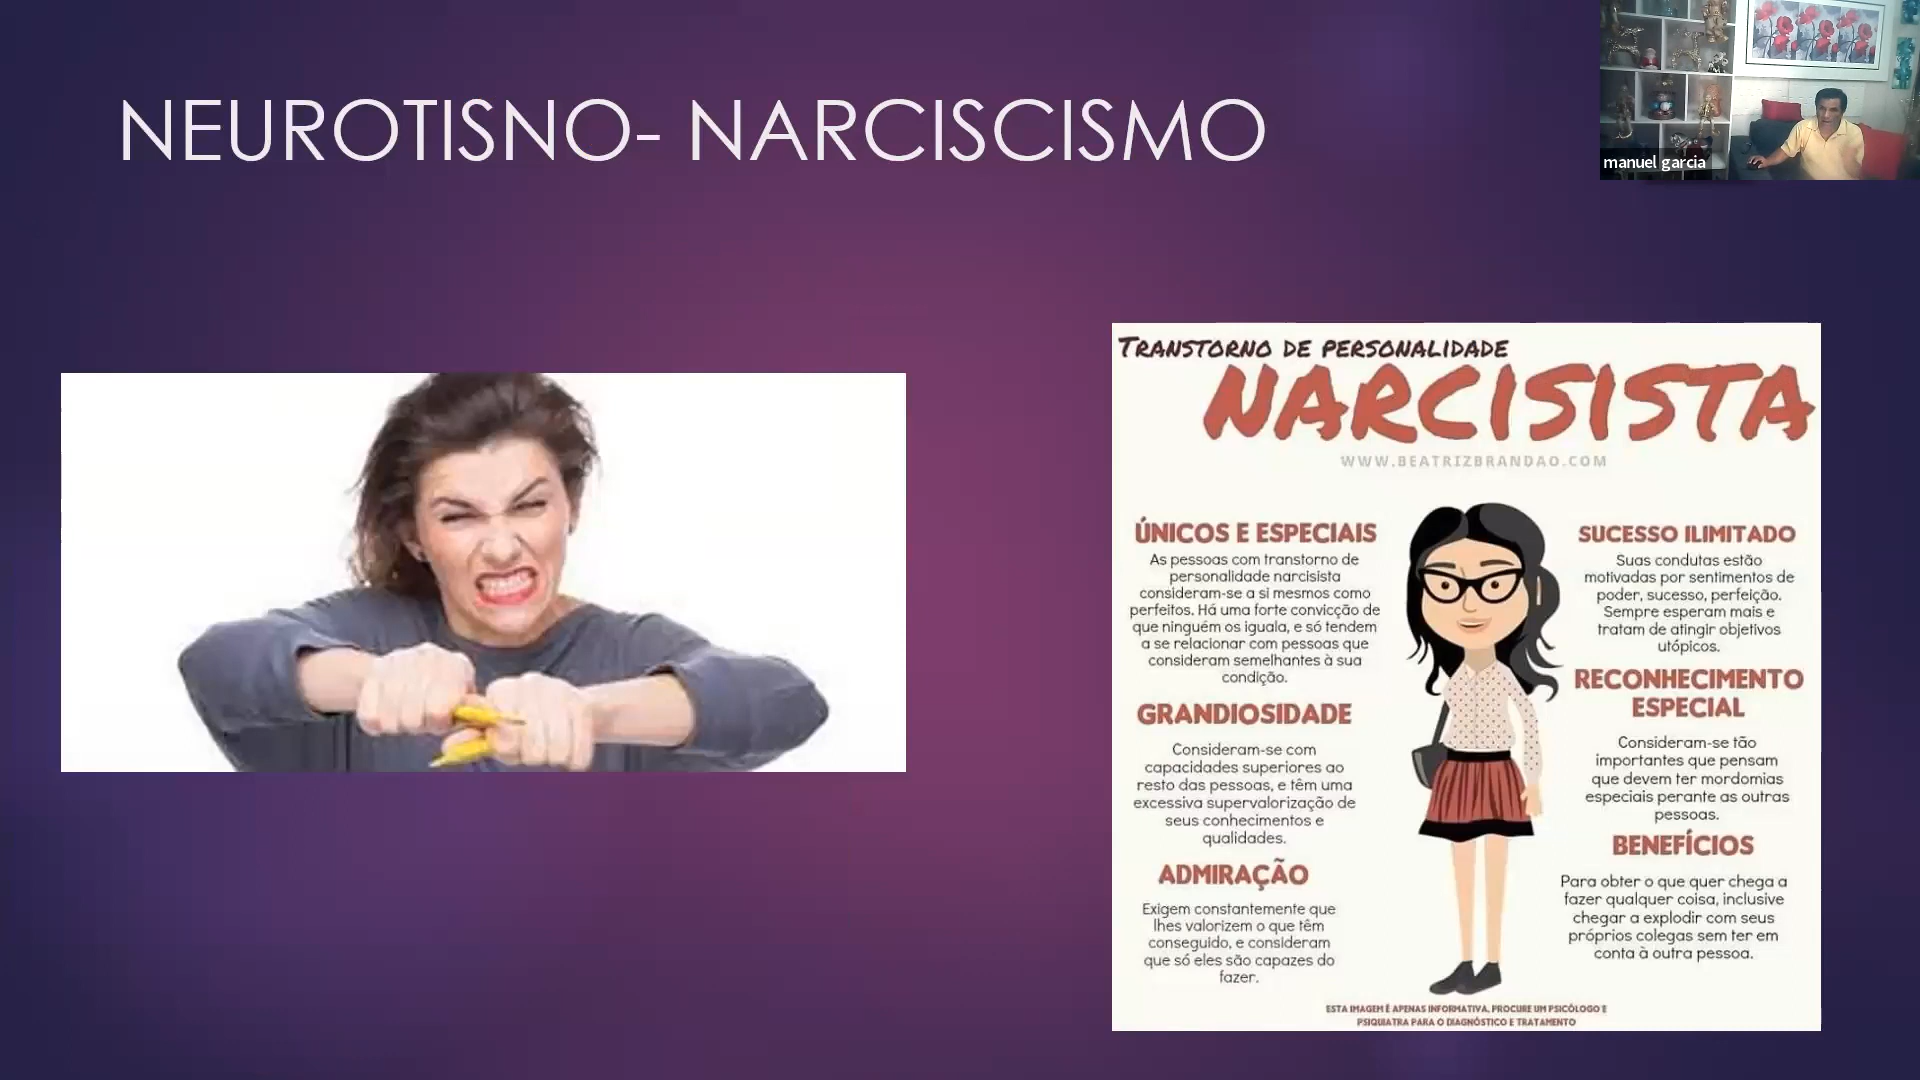 NEUROTISNO- NARCISCISMO
manuel garcia
TRANSTORNO DE PERSONALIDADE
NARCISISTA
WWW.BEATRIZBRANDAO.COM
ÚNICOS E ESPECIAIS
As pessoas com transtorno de
personalidade narcisista
consideram-se a si mesmos como
perfeitos. Há uma forte convicção de
que ninguém os iguala, e só tendem
a se relacionar com pessoas que
consideram semelhantes à sua
condição.
GRANDIOSIDADE
Consideram-se com
capacidades superiores ao
resto das pessoas, e têm uma
excessiva supervalorização de
seus conhecimentos e
qualidades.
ADMIRAÇÃO
Exigem constantemente que
lhes valorizem o que têm
conseguido, e consideram
que só eles são capazes do
fazer.
SUCESSO ILIMITADO
Suas condutas estão
motivadas por sentimentos de
poder, sucesso, perfeição.
Sempre esperam mais e
tratam de atingir objetivos
utópicos.
RECONHECIMENTO
ESPECIAL
Consideram-se tão
importantes que pensam
que devem ter mordomias
especiais perante as outras
pessoas.
BENEFÍCIOS
Para obter o que quer chega a
fazer qualquer coisa, inclusive
chegar a explodir com seus
próprios colegas sem ter em
conta à outra pessoa.
ESTA IMAGEM É APENAS INFORMATIVA, PROCURE UM PSICÓLOGO E
PSIQUIATRA PARA O DIAGNÓSTICO E TRATAMENTO